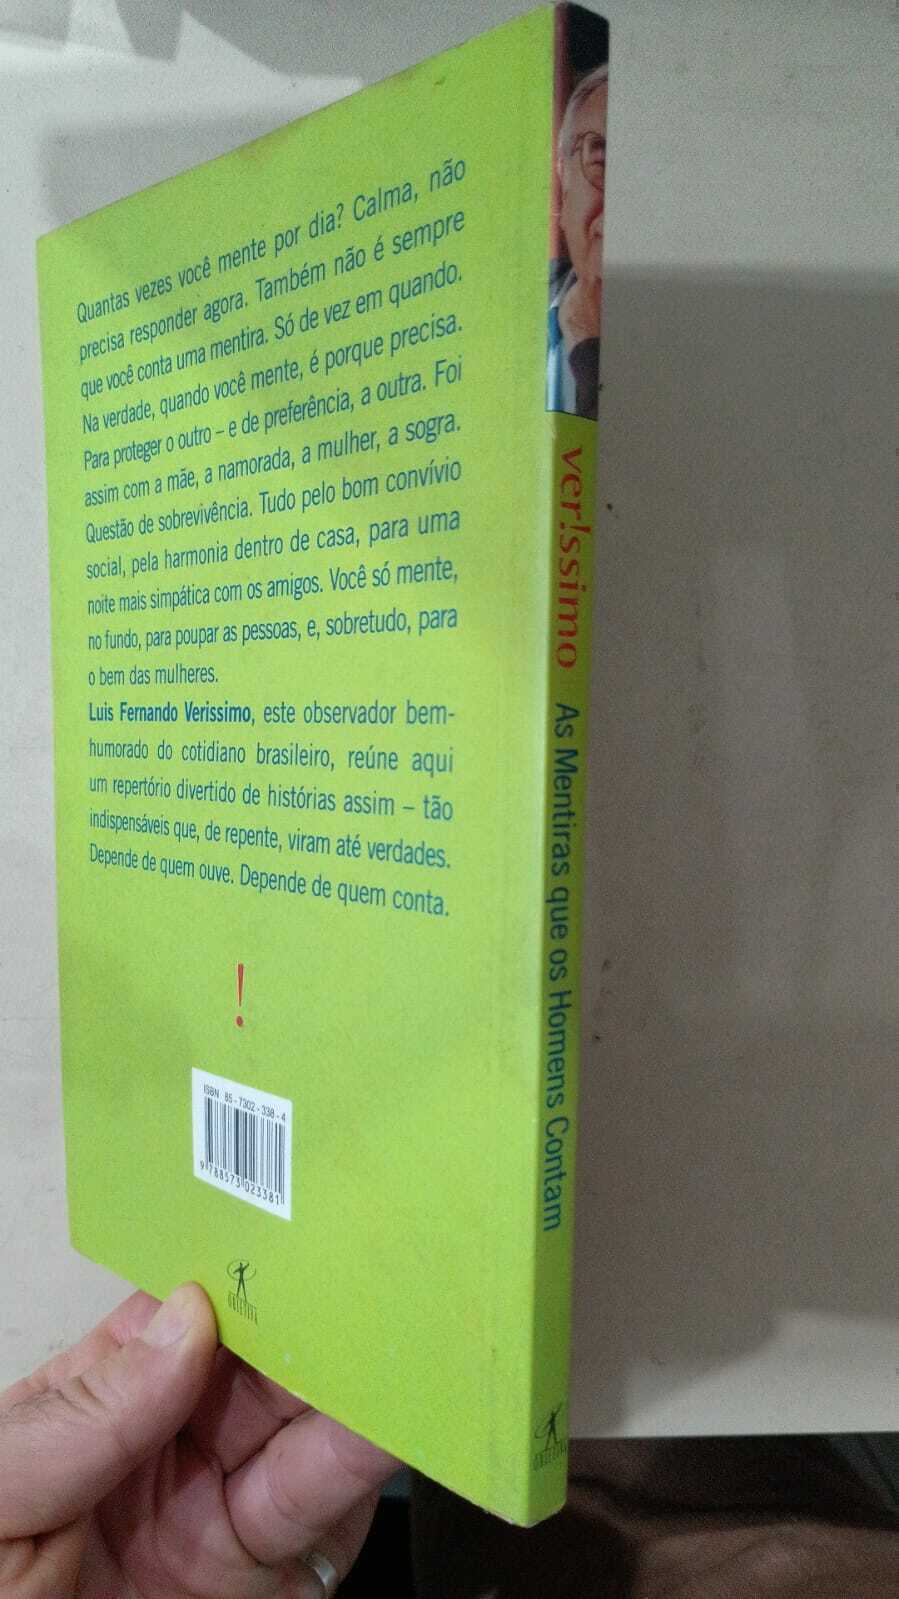 Quantas vezes você mente por dia? Calma, não
precisa responder agora. Também não é sempre
que você conta uma mentira. Só de vez em quando.
Na verdade, quando você mente, é porque precisa.
Para proteger o outro – e de preferência, a outra. Foi
assim com a mãe, a namorada, a mulher, a sogra.
Questão de sobrevivência. Tudo pelo bom convívio
social, pela harmonia dentro de casa, para uma
noite mais simpática com os amigos. Você só mente,
no fundo, para poupar as pessoas, e, sobretudo, para
o bem das mulheres.
Luis Fernando Verissimo, este observador bem-
humorado do cotidiano brasileiro, reúne aqui
um repertório divertido de histórias assim – tão
indispensáveis que, de repente, viram até verdades.
Depende de quem ouve. Depende de quem conta.
!
ISBN 85-7302-338-4
9 788573 023381
OBJETIVA
ver!ssimo As Mentiras que os Homens Contam
OBJETIVA